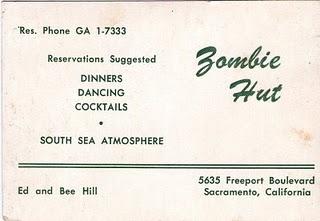 Res. Phone GA 1-7333
Reservations Suggested
DINNERS
DANCING
COCKTAILS
•
SOUTH SEA ATMOSPHERE
Zombie
Hut
Ed and Bee Hill
5635 Freeport Boulevard
Sacramento, California